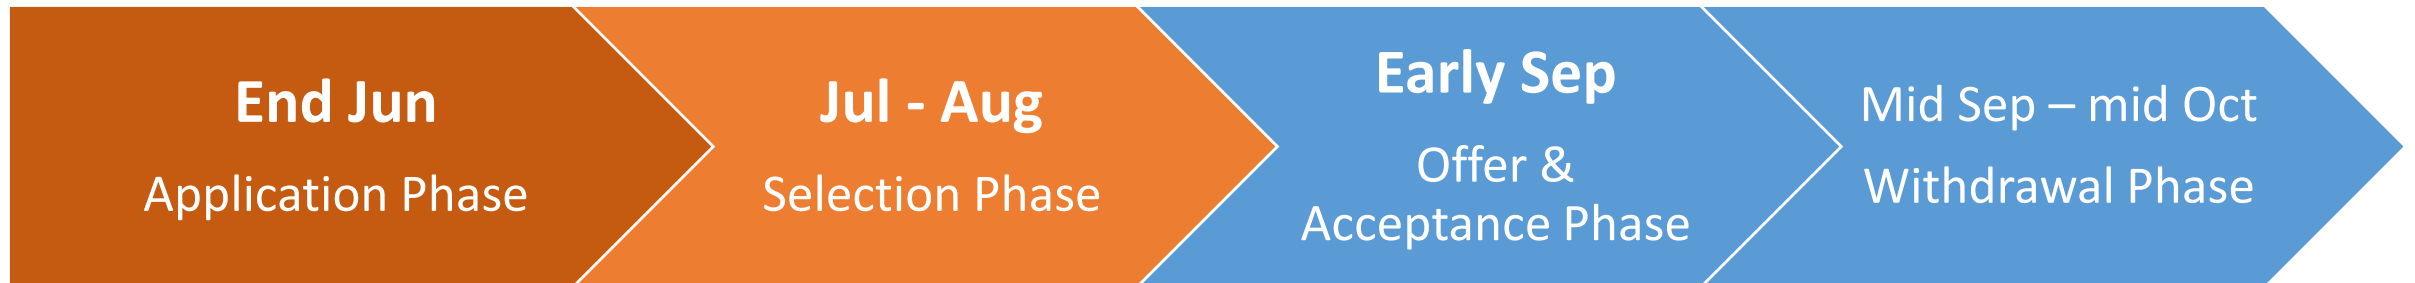 End Jun
Application Phase
Jul - Aug
Selection Phase
Early Sep
Offer &
Acceptance Phase
Mid Sep – mid Oct
Withdrawal Phase